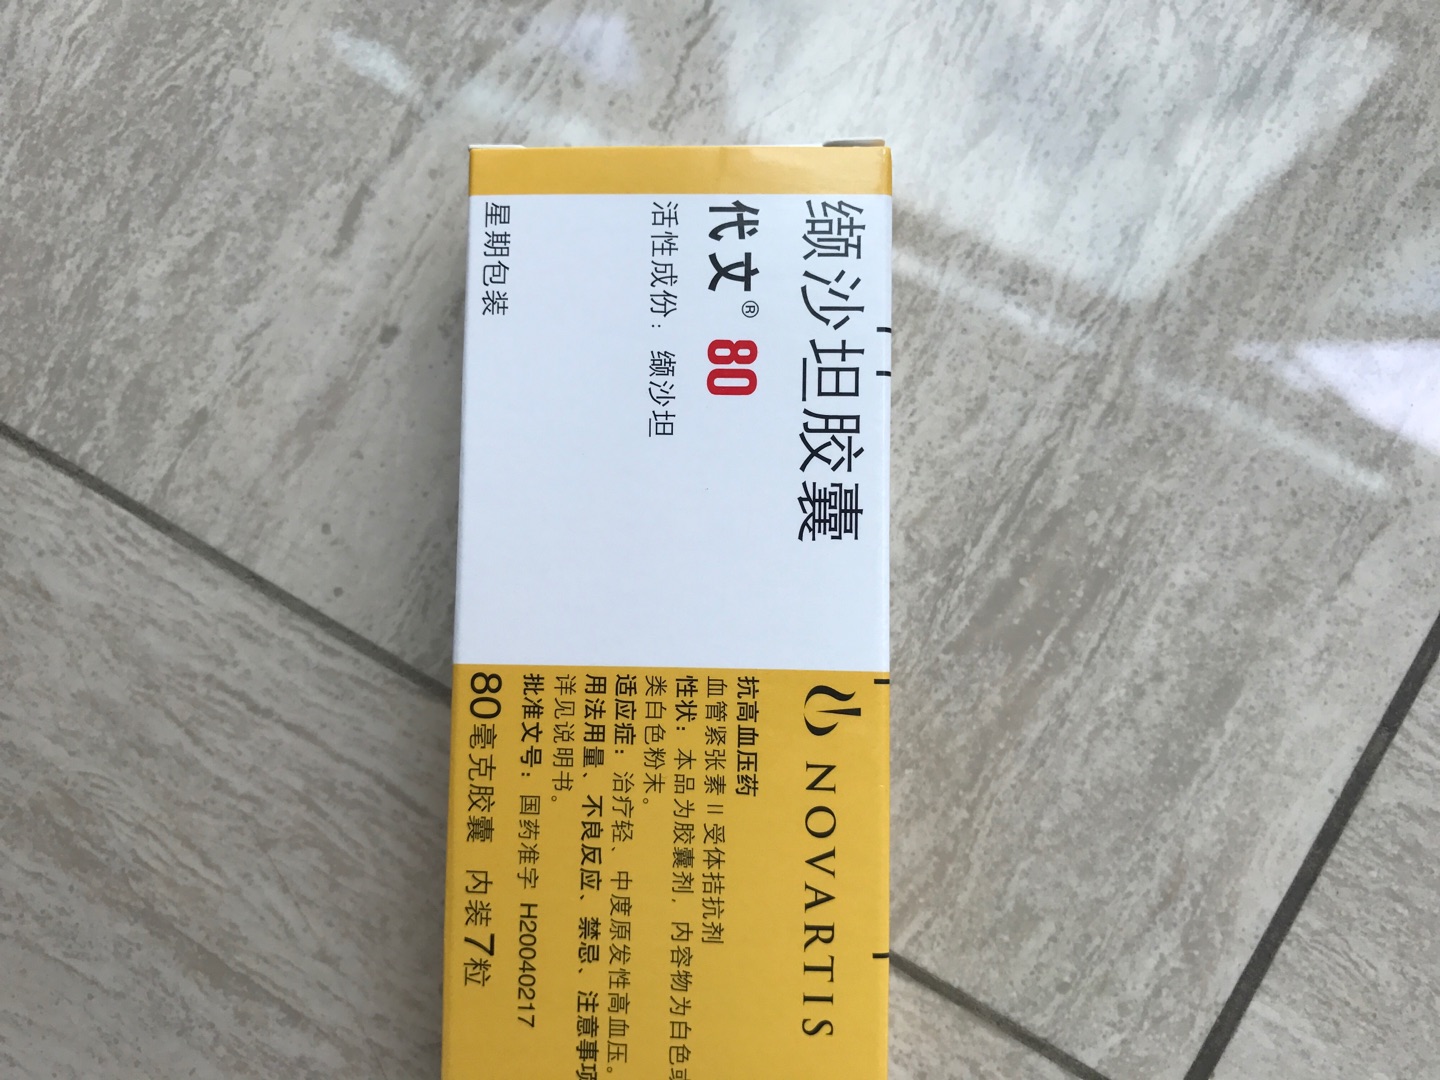 缬沙坦胶囊
代文® 80
活性成份：缬沙坦
星期包装
NOVARTIS
抗高血压药
血管紧张素II受体拮抗剂
性状：本品为胶囊剂，内容物为白色或
类白色粉末。
适应症：治疗轻、中度原发性高血压。
用法用量、不良反应、禁忌、注意事项
详见说明书。
批准文号：国药准字 H20040217
80毫克胶囊 内装7粒